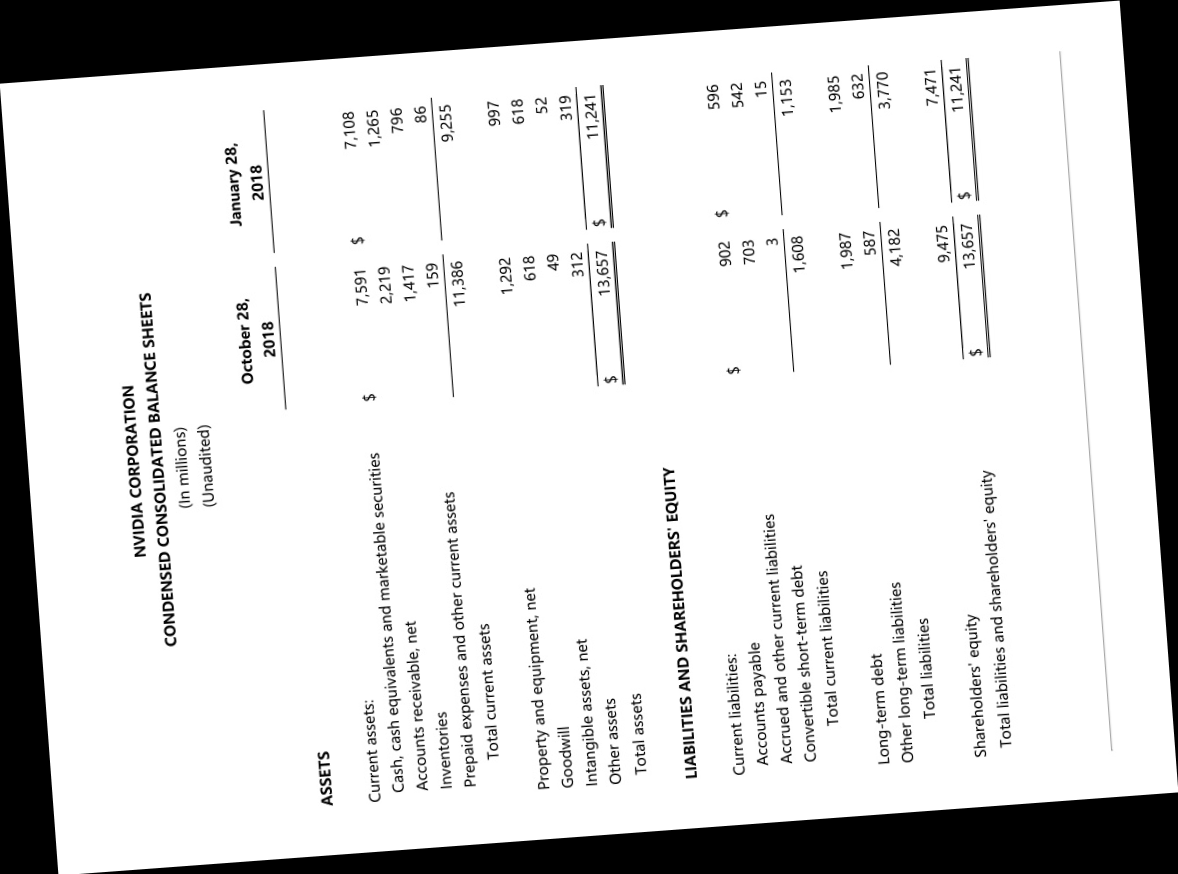 NVIDIA CORPORATION
CONDENSED CONSOLIDATED BALANCE SHEETS
(In millions)
(Unaudited)
October 28, January 28,
2018 2018
ASSETS
Current assets:
Cash, cash equivalents and marketable securities $ 7,591 $ 7,108
Accounts receivable, net 2,219 1,265
Inventories 1,417 796
Prepaid expenses and other current assets 159 86
Total current assets 11,386 9,255
Property and equipment, net 1,292 997
Goodwill 618 618
Intangible assets, net 49 52
Other assets 312 319
Total assets $ 13,657 $ 11,241
LIABILITIES AND SHAREHOLDERS' EQUITY
Current liabilities:
Accounts payable $ 902 $ 596
Accrued and other current liabilities 703 542
Convertible short-term debt 3 15
Total current liabilities 1,608 1,153
Long-term debt 1,987 1,985
Other long-term liabilities 587 632
Total liabilities 4,182 3,770
Shareholders' equity 9,475 7,471
Total liabilities and shareholders' equity $ 13,657 $ 11,241